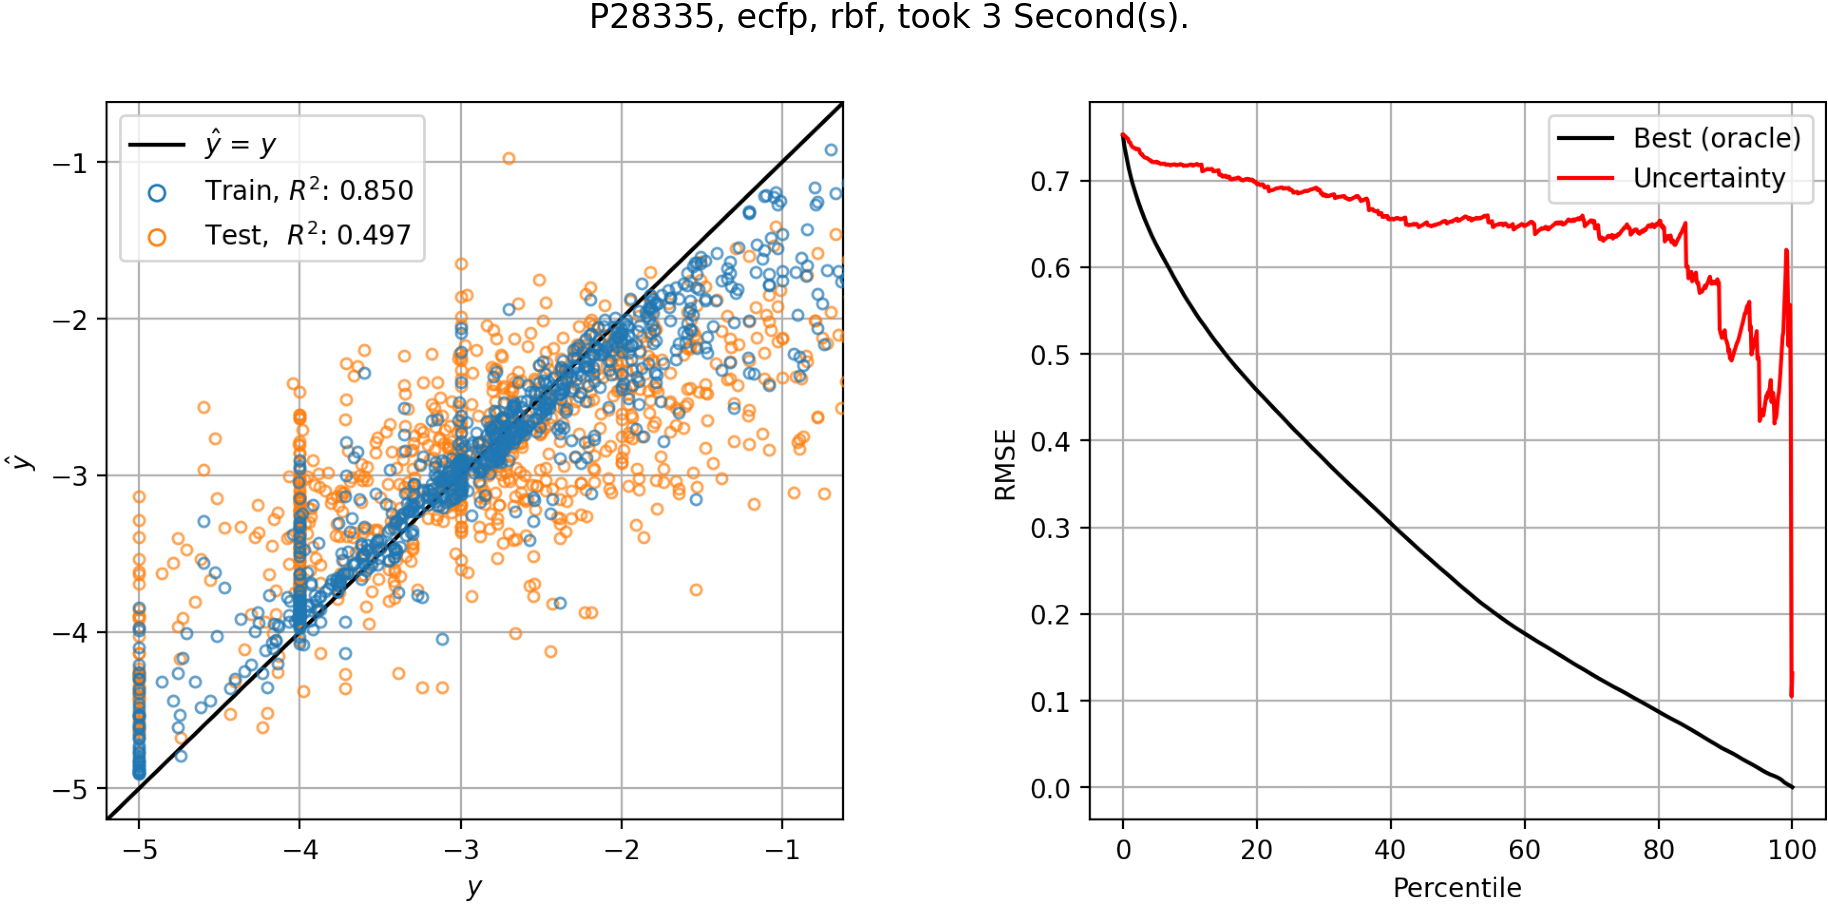 P28335, ecfp, rbf, took 3 Second(s).
ŷ = y
Train, R²: 0.850
Test, R²: 0.497
−1
−2
−3
−4
−5
ŷ
−5 −4 −3 −2 −1
y
Best (oracle)
Uncertainty
0.7
0.6
0.5
0.4
0.3
0.2
0.1
0.0
RMSE
0 20 40 60 80 100
Percentile